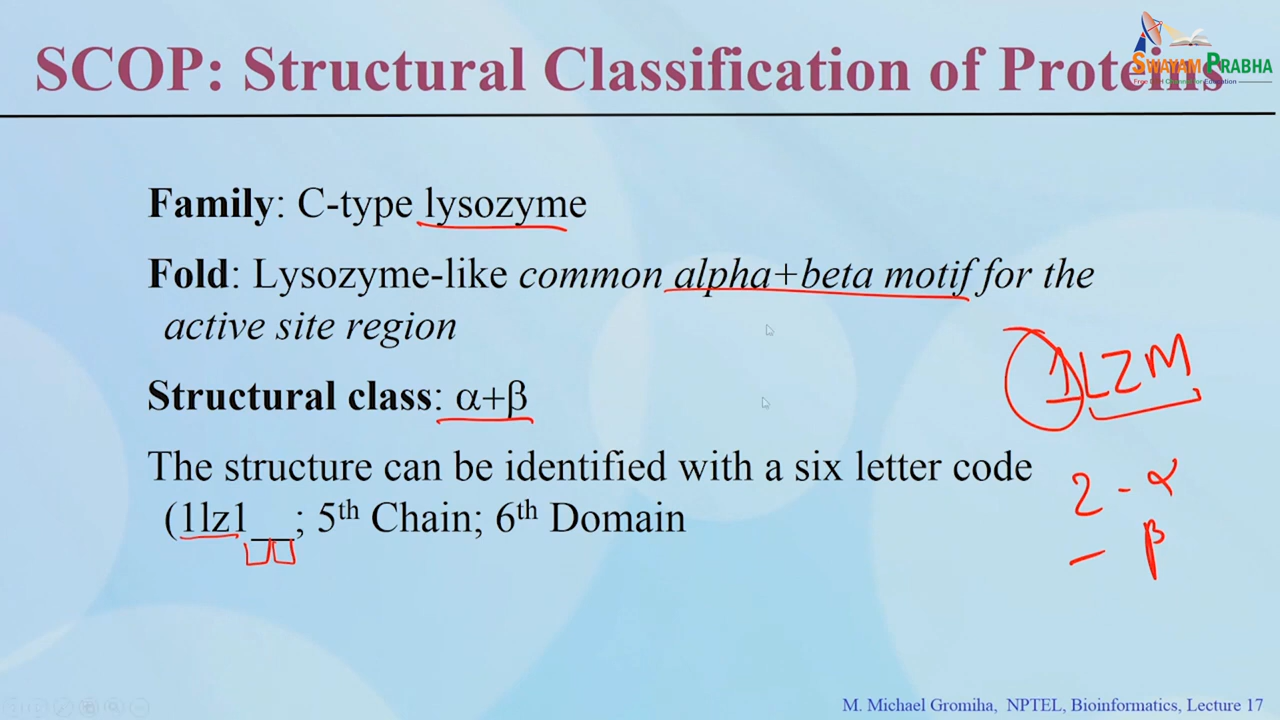 SCOP: Structural Classification of Proteins
SWAYAM PRABHA
Family: C-type lysozyme
Fold: Lysozyme-like common alpha+beta motif for the
active site region
1LZM
Structural class: α+β
The structure can be identified with a six letter code
2 - α
(1lz1__; 5th Chain; 6th Domain
- β
M. Michael Gromiha, NPTEL, Bioinformatics, Lecture 17